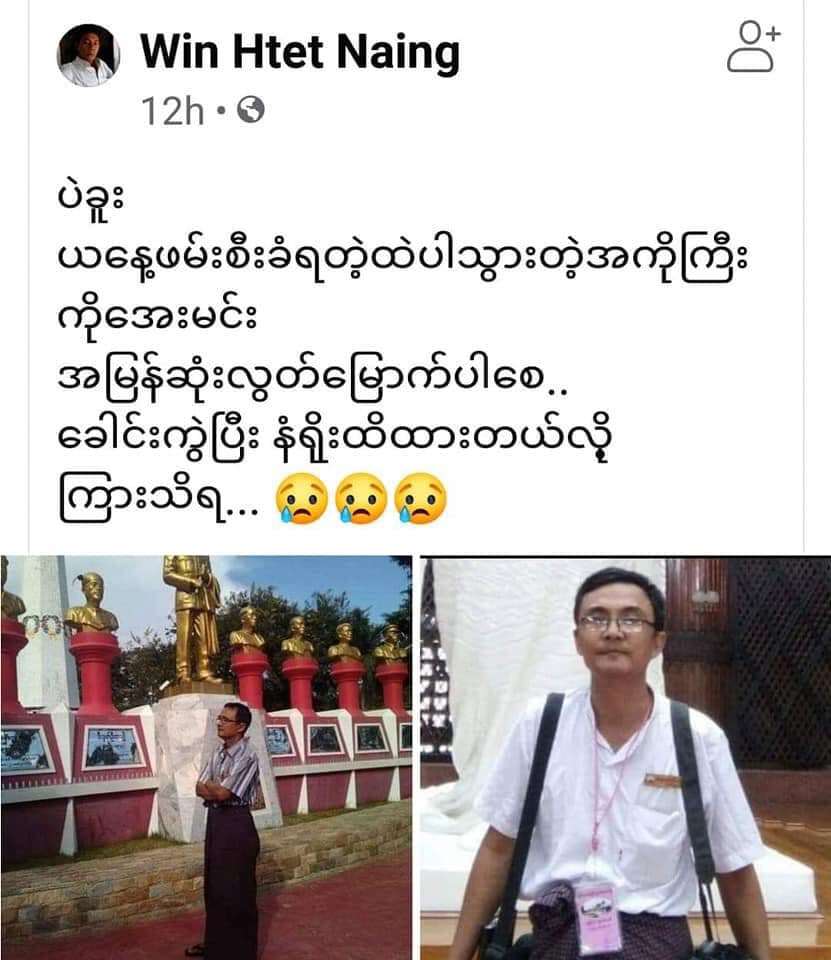 Win Htet Naing
12h •
ပဲခူး
ယနေ့ဖမ်းစီးခံရတဲ့ထဲပါသွားတဲ့အကိုကြီး
ကိုအေးမင်း
အမြန်ဆုံးလွတ်မြောက်ပါစေ..
ခေါင်းကွဲပြီး နံရိုးထိထားတယ်လို့
ကြားသိရ... 😢😢😢